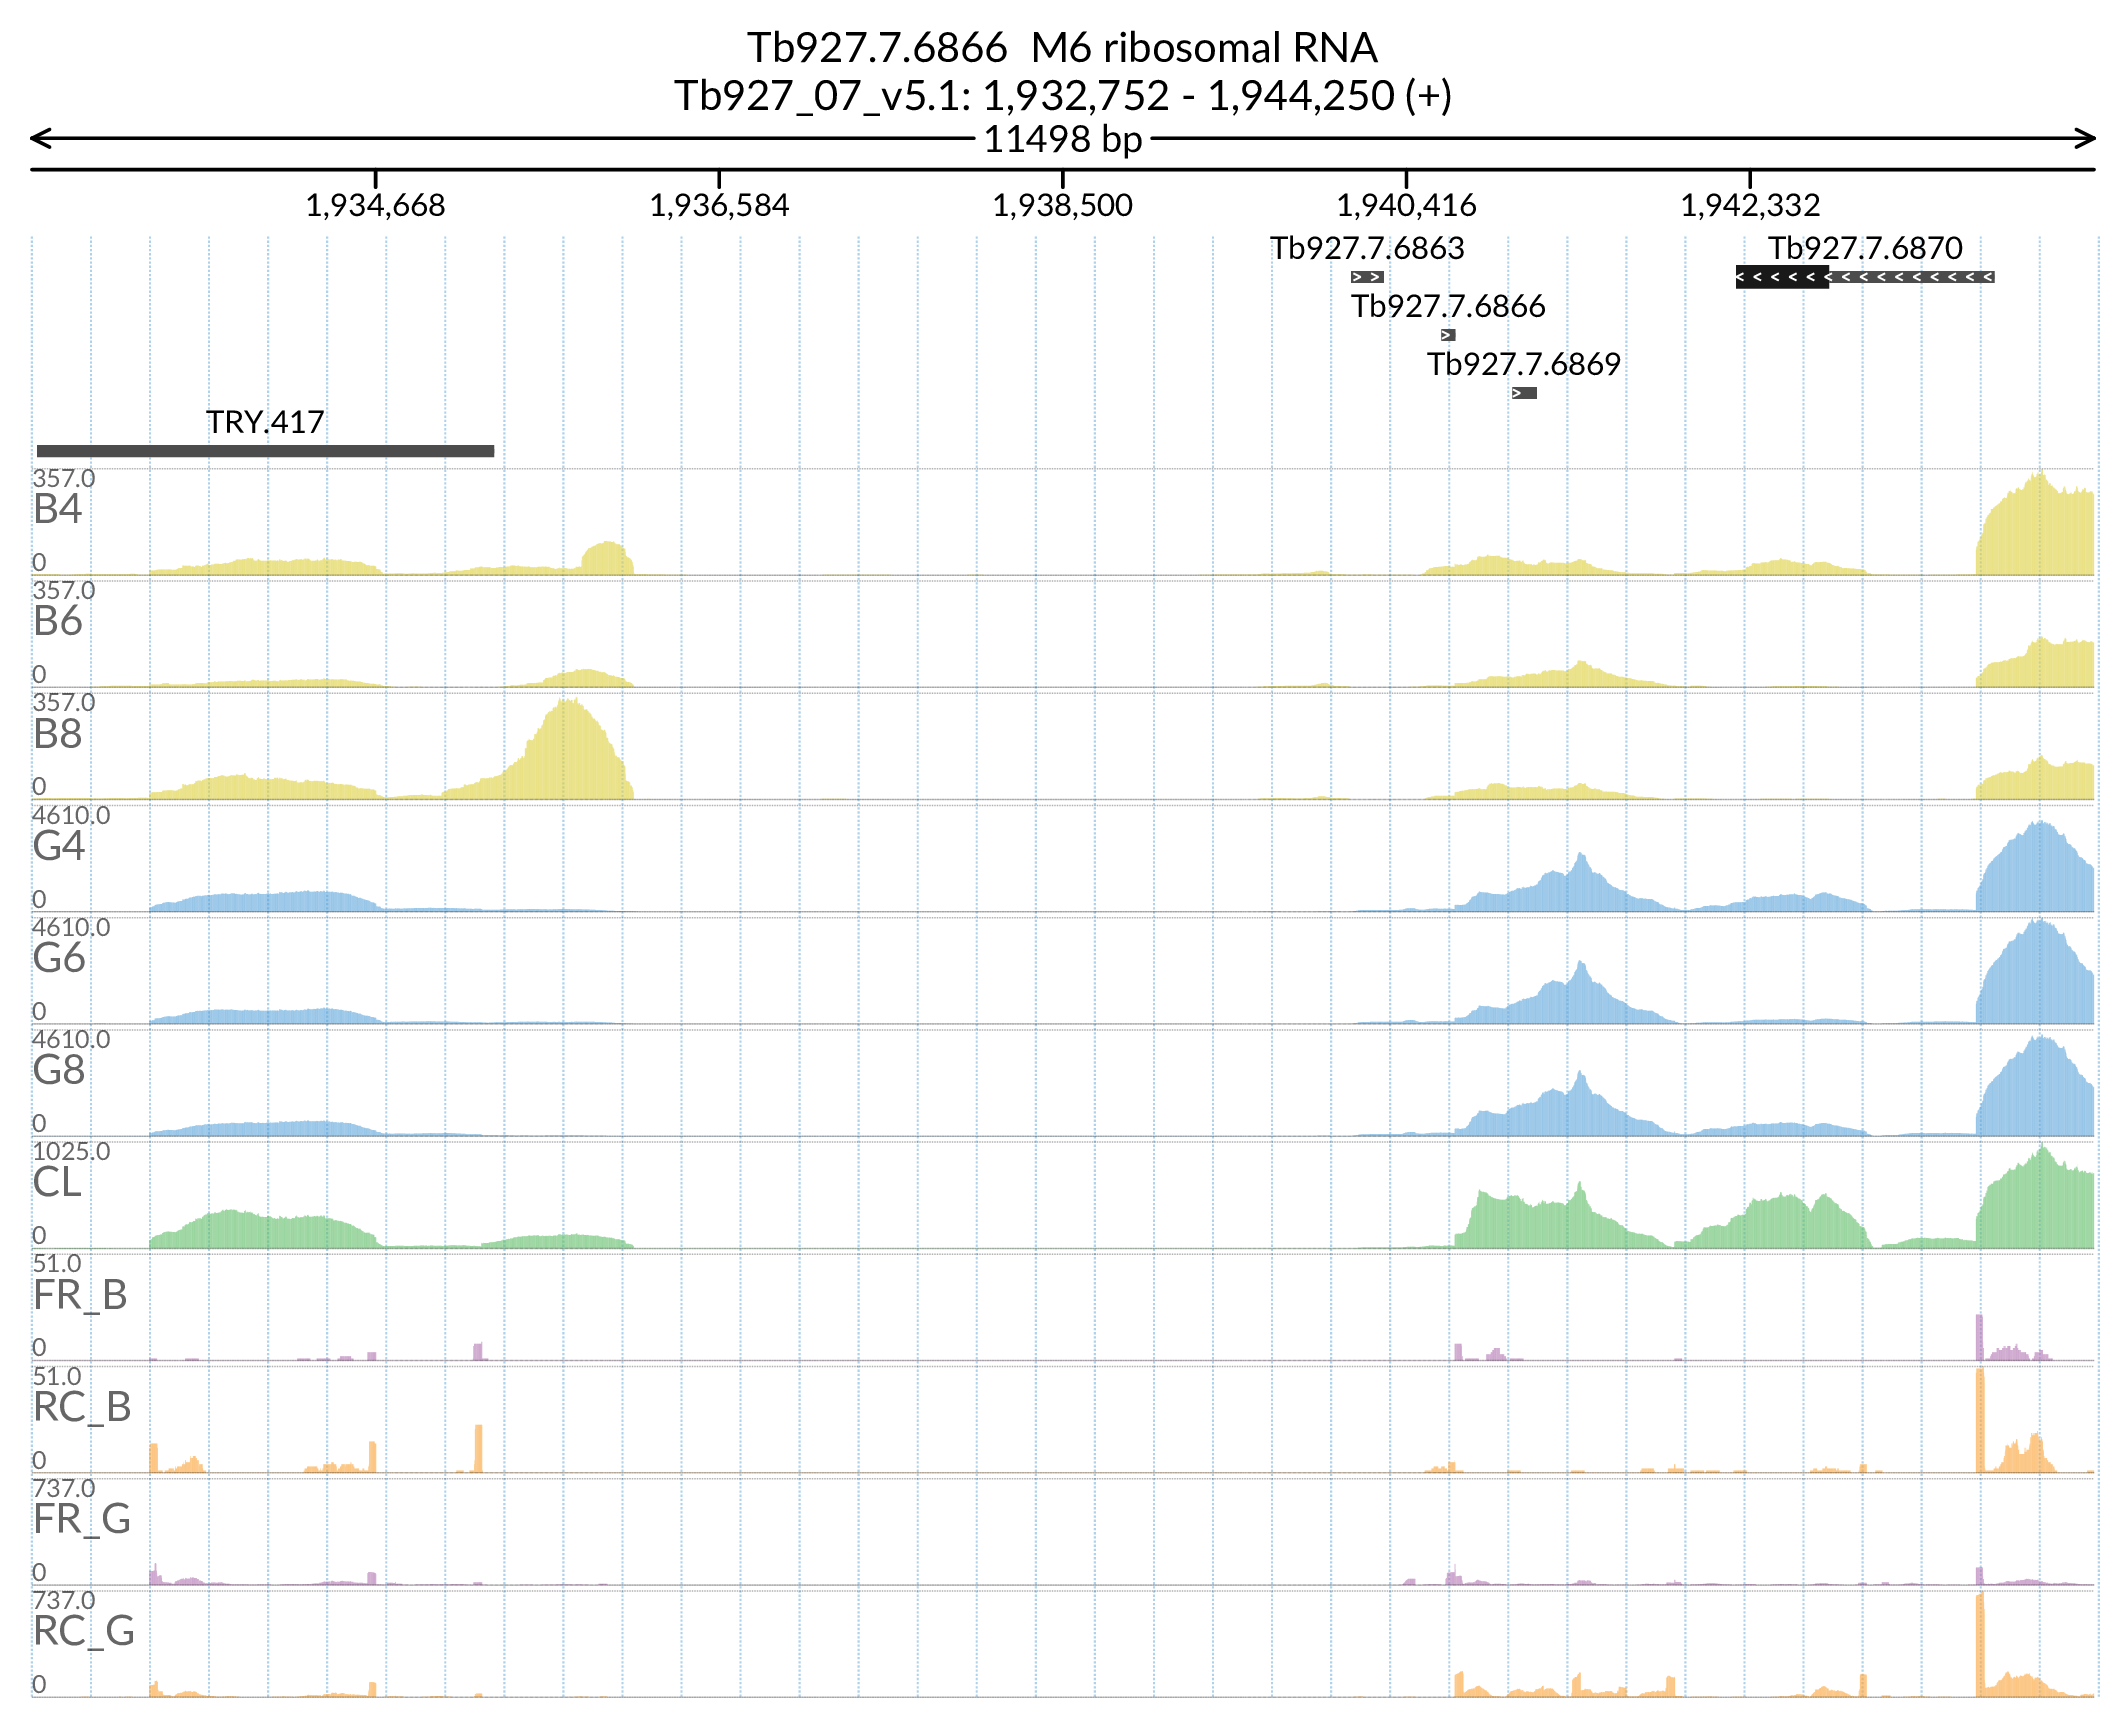 Tb927.7.6866  M6 ribosomal RNA
Tb927_07_v5.1: 1,932,752 - 1,944,250 (+)
11498 bp
1,934,668 1,936,584 1,938,500 1,940,416 1,942,332
Tb927.7.6863 Tb927.7.6870
Tb927.7.6866
Tb927.7.6869
TRY.417
357.0
B4
0
357.0
B6
0
357.0
B8
0
4610.0
G4
0
4610.0
G6
0
4610.0
G8
0
1025.0
CL
0
51.0
FR_B
0
51.0
RC_B
0
737.0
FR_G
0
737.0
RC_G
0